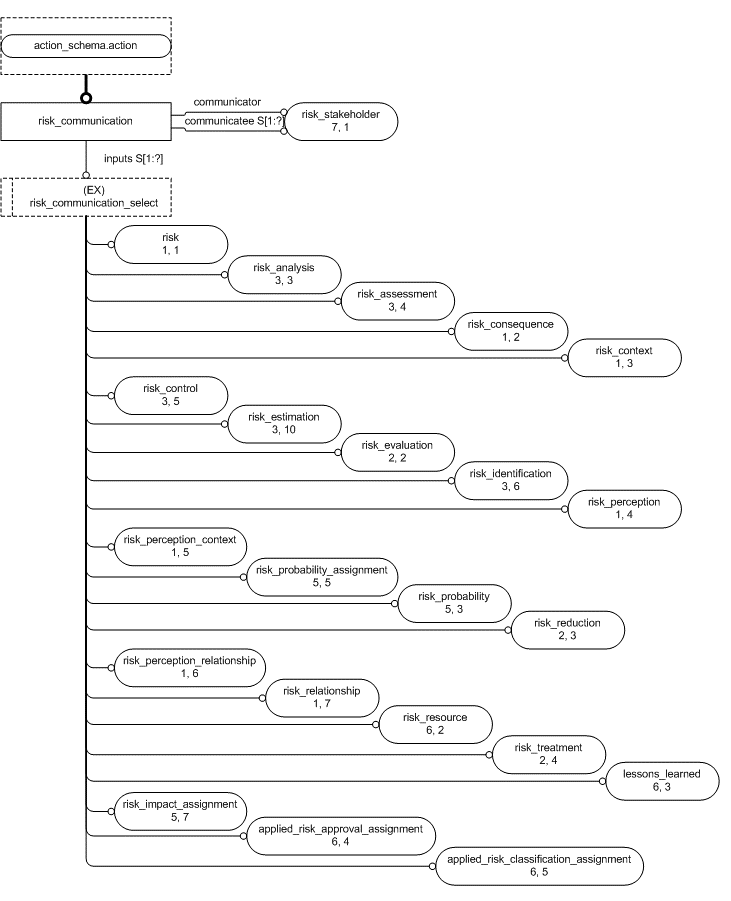 action_schema.action
risk_communication
communicator
communicatee S[1:?]
risk_stakeholder
7, 1
inputs S[1:?]
(EX)
risk_communication_select
risk
1, 1
risk_analysis
3, 3
risk_assessment
3, 4
risk_consequence
1, 2
risk_context
1, 3
risk_control
3, 5
risk_estimation
3, 10
risk_evaluation
2, 2
risk_identification
3, 6
risk_perception
1, 4
risk_perception_context
1, 5
risk_probability_assignment
5, 5
risk_probability
5, 3
risk_reduction
2, 3
risk_perception_relationship
1, 6
risk_relationship
1, 7
risk_resource
6, 2
risk_treatment
2, 4
lessons_learned
6, 3
risk_impact_assignment
5, 7
applied_risk_approval_assignment
6, 4
applied_risk_classification_assignment
6, 5